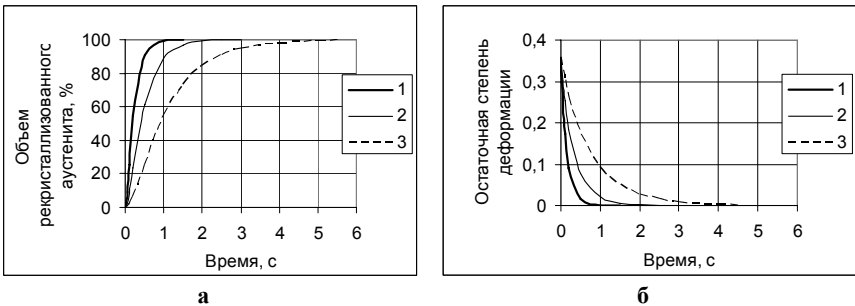 Объем
рекристаллизованного
аустенита, %
100
80
60
40
20
0
0 1 2 3 4 5 6
Время, с
1
2
3
а
Остаточная степень
деформации
0,4
0,3
0,2
0,1
0
0 1 2 3 4 5 6
Время, с
1
2
3
б